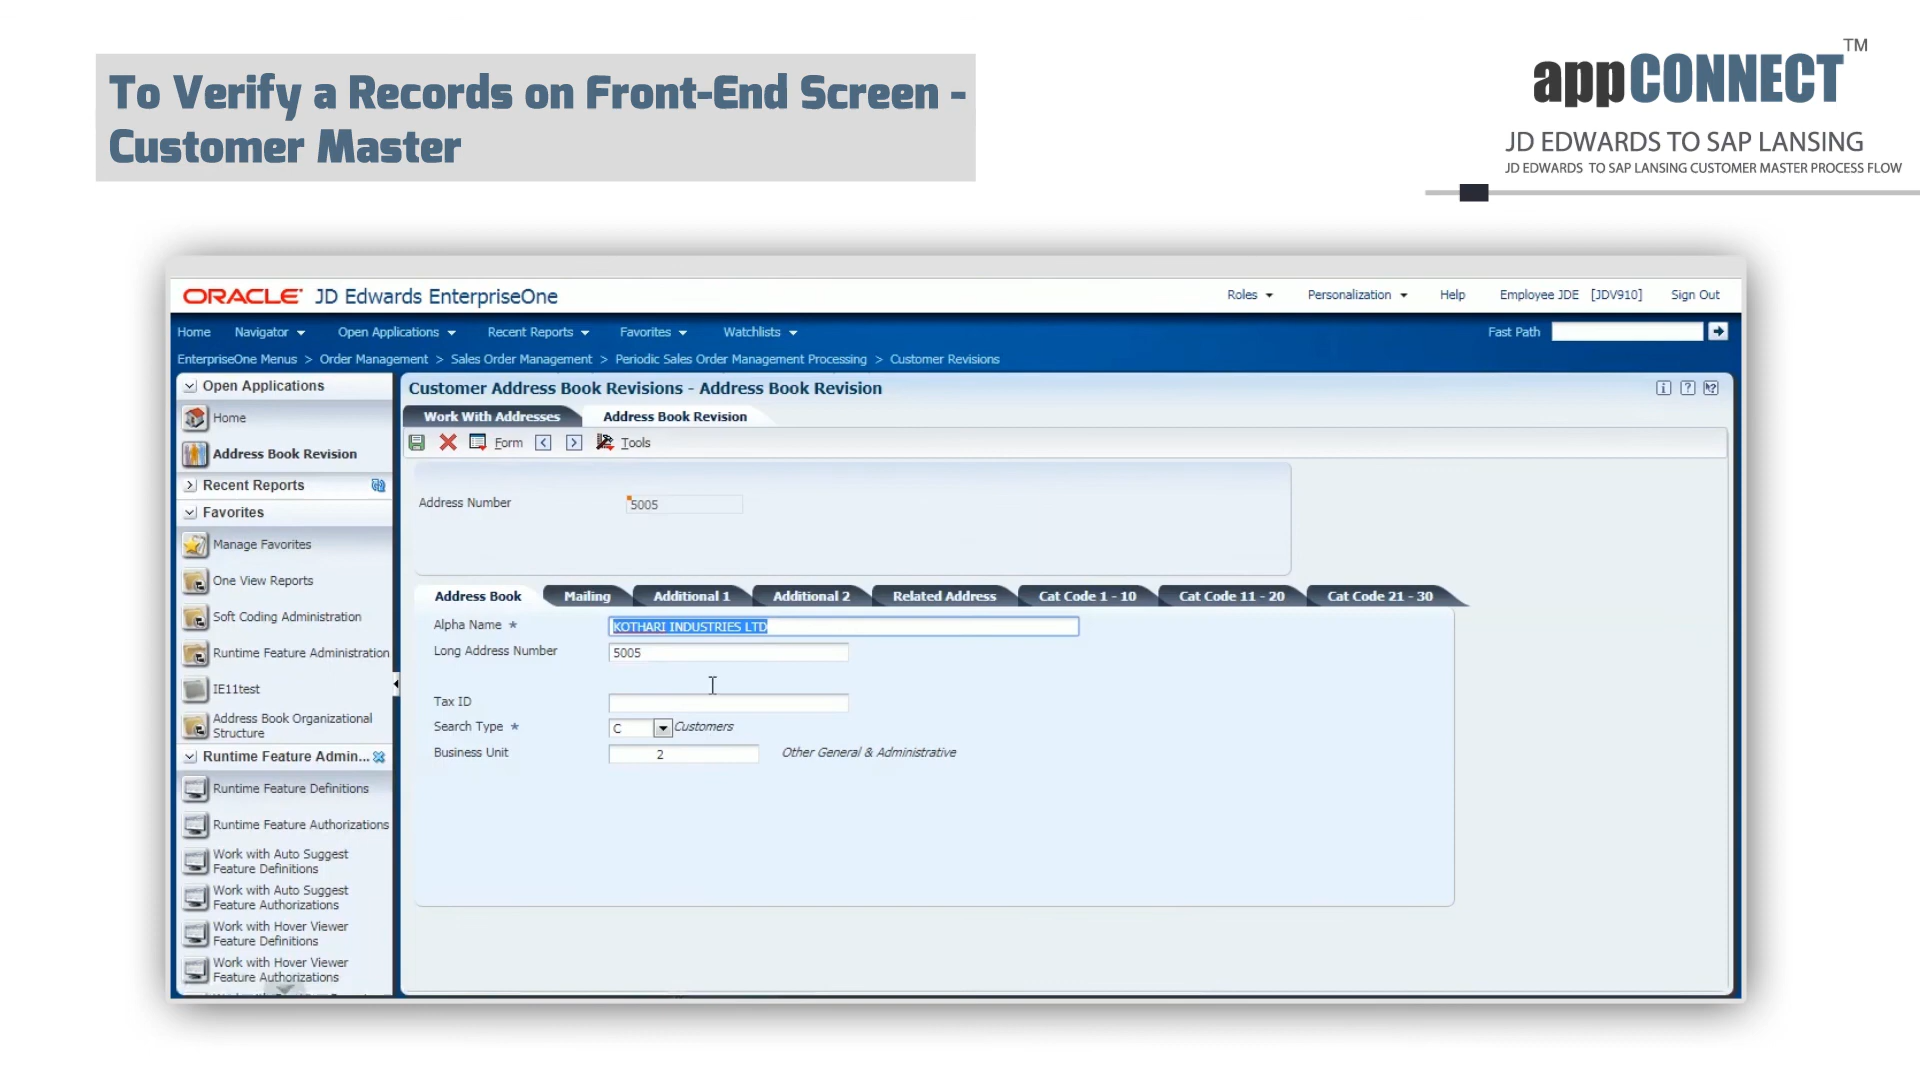 To Verify a Records on Front-End Screen -
Customer Master
appCONNECT TM
JD EDWARDS TO SAP LANSING
JD EDWARDS TO SAP LANSING CUSTOMER MASTER PROCESS FLOW
ORACLE JD Edwards EnterpriseOne
Roles Personalization Help Employee JDE [JDV910] Sign Out
Home Navigator Open Applications Recent Reports Favorites Watchlists Fast Path
EnterpriseOne Menus > Order Management > Sales Order Management > Periodic Sales Order Management Processing > Customer Revisions
Open Applications
Home
Address Book Revision
Recent Reports
Favorites
Manage Favorites
One View Reports
Soft Coding Administration
Runtime Feature Administration
IE11test
Address Book Organizational
Structure
Runtime Feature Admin...
Runtime Feature Definitions
Runtime Feature Authorizations
Work with Auto Suggest
Feature Definitions
Work with Auto Suggest
Feature Authorizations
Work with Hover Viewer
Feature Definitions
Work with Hover Viewer
Feature Authorizations
Customer Address Book Revisions - Address Book Revision
Work With Addresses Address Book Revision
Form Tools
Address Number 5005
Address Book Mailing Additional 1 Additional 2 Related Address Cat Code 1 - 10 Cat Code 11 - 20 Cat Code 21 - 30
Alpha Name * KOTHARI INDUSTRIES LTD
Long Address Number 5005
Tax ID
Search Type * C Customers
Business Unit 2 Other General & Administrative